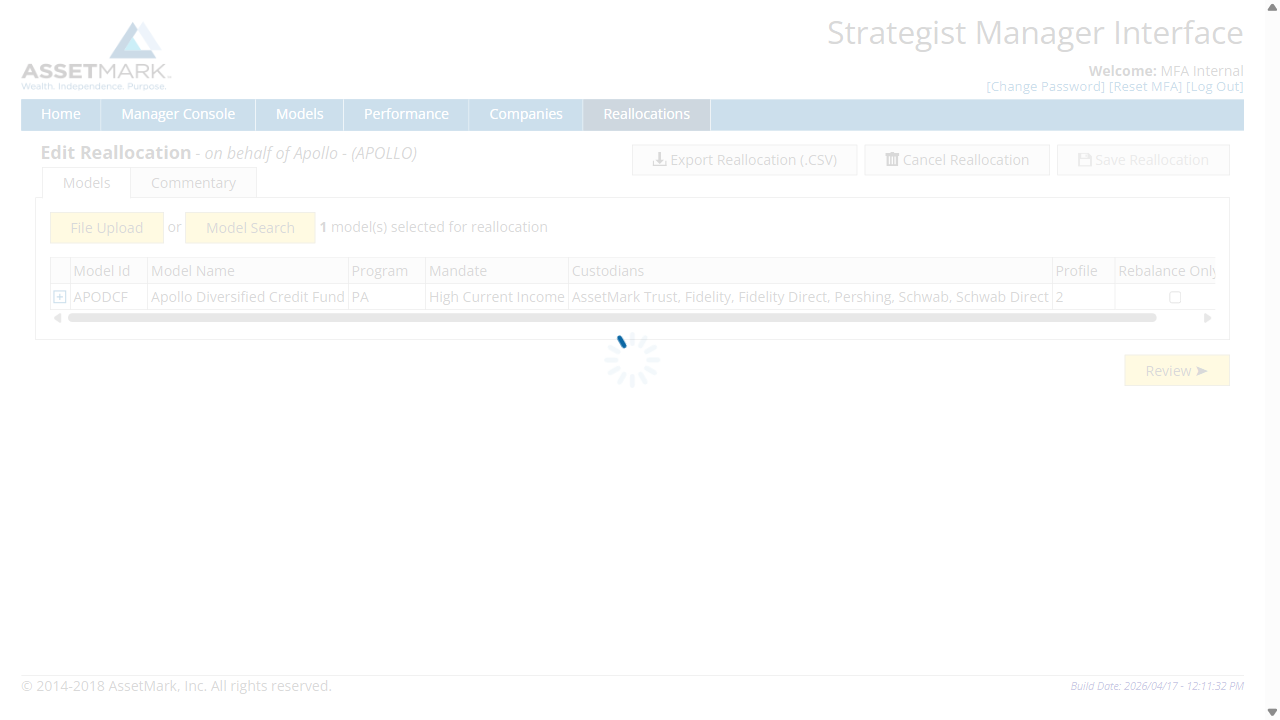 ASSETMARK
Wealth. Independence. Purpose.
Strategist Manager Interface
Welcome: MFA Internal
[Change Password] [Reset MFA] [Log Out]
Home Manager Console Models Performance Companies Reallocations
Edit Reallocation - on behalf of Apollo - (APOLLO)
Export Reallocation (.CSV) Cancel Reallocation Save Reallocation
Models Commentary
File Upload or Model Search 1 model(s) selected for reallocation
Model Id Model Name Program Mandate Custodians Profile Rebalance Only
APODCF Apollo Diversified Credit Fund PA High Current Income AssetMark Trust, Fidelity, Fidelity Direct, Pershing, Schwab, Schwab Direct 2
Review ➤
© 2014-2018 AssetMark, Inc. All rights reserved.
Build Date: 2026/04/17 - 12:11:32 PM